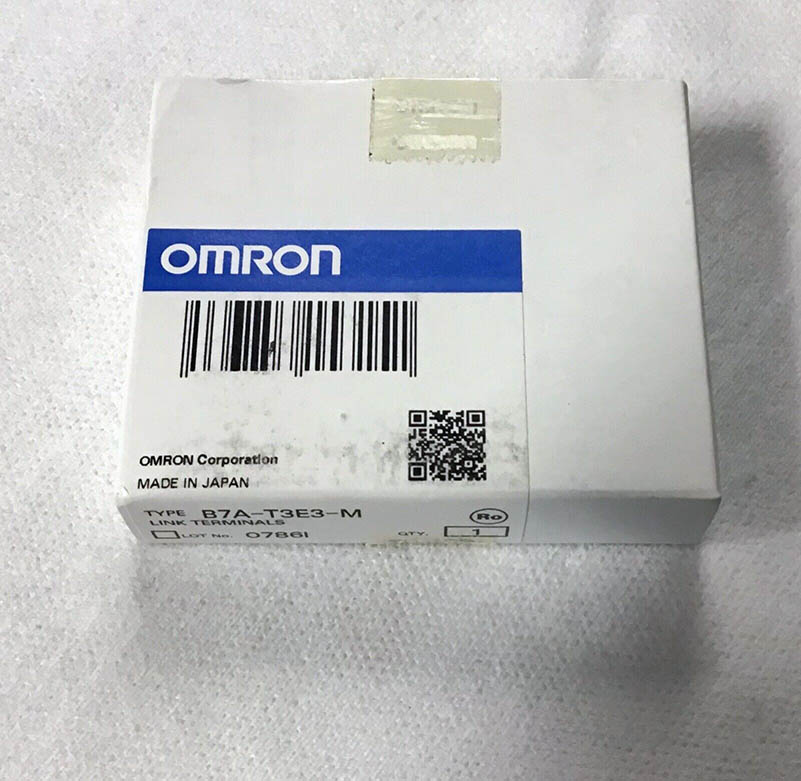 OMRON
OMRON Corporation
MADE IN JAPAN
TYPE B7A-T3E3-M
Ro
LINK TERMINALS
LOT No. 0786I QTY. 1